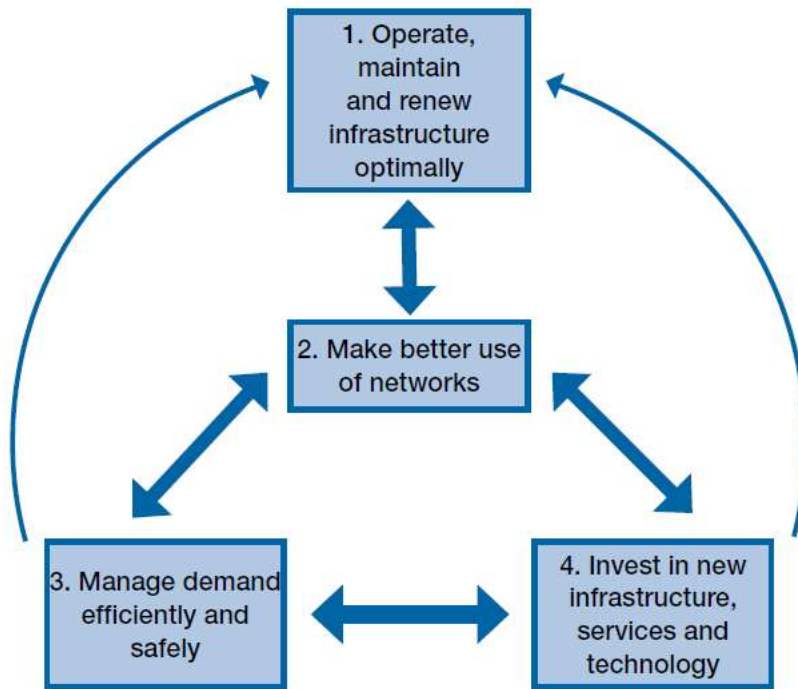 1. Operate,
maintain
and renew
infrastructure
optimally
2. Make better use
of networks
3. Manage demand
efficiently and
safely
4. Invest in new
infrastructure,
services and
technology